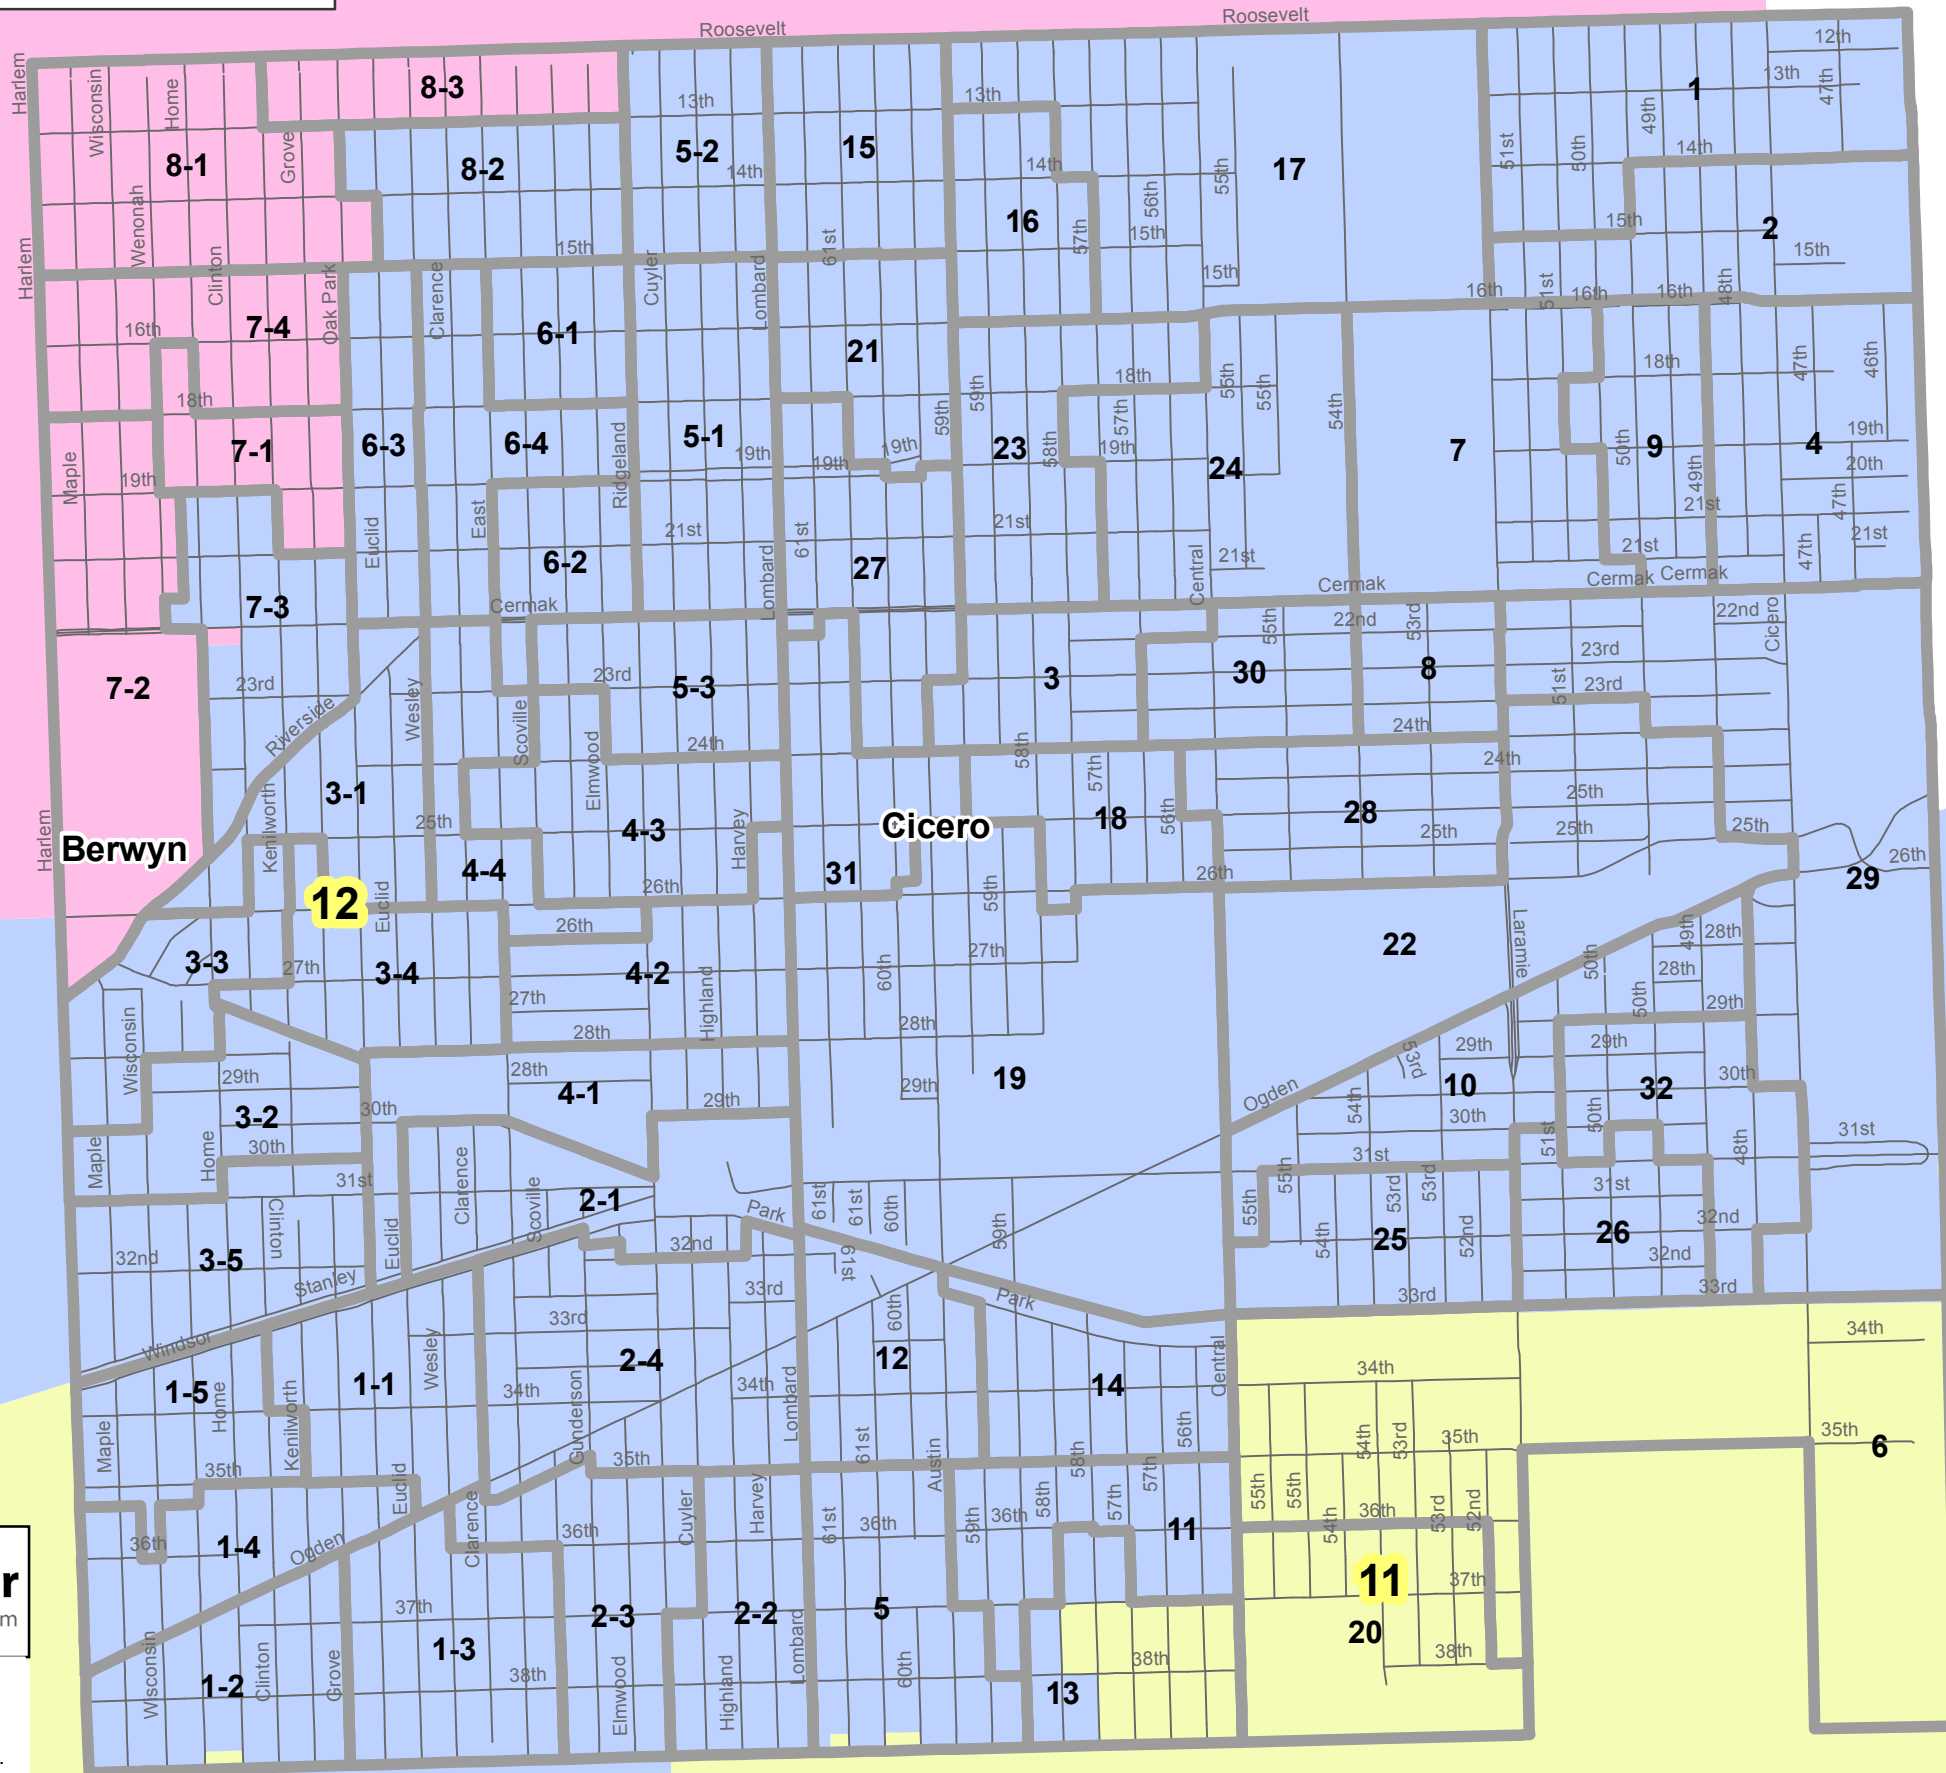 Roosevelt
Roosevelt
Harlem
Wisconsin
Home
8-3
13th
13th
12th
13th
47th
1
49th
8-1
Grove
8-2
5-2
14th
15
14th
55th
17
51st
50th
14th
Wenonah
16
56th
15th
57th
15th
2
15th
Harlem
Clinton
Oak Park
Clarence
15th
Cuyler
Lombard
61st
15th
16th
51st
16th
16th
48th
16th
7-4
6-1
21
18th
18th
47th
46th
18th
7-1
6-3
6-4
5-1
19th
19th
19th
59th
59th
23
58th
57th
19th
55th
55th
24
54th
7
50th
9
49th
4
19th
20th
Maple
19th
Ridgeland
East
Euclid
21st
61st
21st
21st
47th
21st
21st
47th
6-2
Lombard
27
Central
21st
7-3
Cermak
Cermak
Cermak
Cermak
22nd
53rd
55th
22nd
Cicero
7-2
23rd
Riverside
Wesley
23rd
5-3
3
30
8
51st
23rd
23rd
Scoville
Elmwood
24th
58th
24th
24th
3-1
Kenilworth
25th
57th
56th
25th
25th
25th
25th
Harlem
Berwyn
4-3
Harvey
Cicero
18
28
4-4
31
26th
26th
26th
29
12
Euclid
59th
26th
22
Laramie
49th
28th
50th
28th
3-3
27th
3-4
4-2
60th
27th
Highland
27th
50th
29th
Wisconsin
28th
28th
28th
29th
19
53rd
29th
29th
29th
4-1
29th
Ogden
10
32
30th
3-2
30th
54th
30th
50th
51st
48th
31st
Maple
Home
30th
31st
Clarence
Scoville
2-1
Park
61st
61st
60th
59th
31st
55th
55th
53rd
53rd
31st
32nd
3-5
Clinton
Euclid
32nd
61st
54th
25
52nd
26
32nd
32nd
Stanley
33rd
Park
33rd
33rd
Windsor
33rd
60th
34th
1-5
1-1
Wesley
2-4
12
14
Central
34th
Home
Kenilworth
34th
Gunderson
34th
Lombard
61st
Austin
56th
54th
53rd
35th
35th
6
Maple
35th
Euclid
35th
58th
57th
55th
55th
36th
1-4
Ogden
Clarence
36th
Cuyler
Harvey
61st
36th
59th
36th
58th
57th
11
54th
36th
53rd
52nd
r
m
37th
2-3
2-2
5
11
37th
20
1-3
Lombard
1-2
Wisconsin
Clinton
Grove
38th
Elmwood
Highland
60th
13
38th
38th